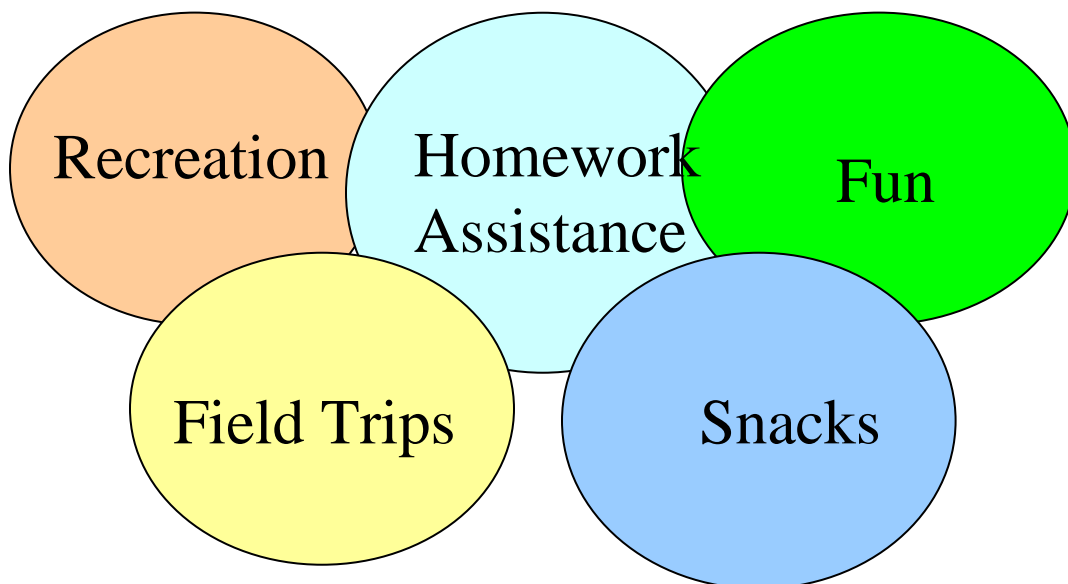 Recreation
Homework
Assistance
Fun
Field Trips
Snacks